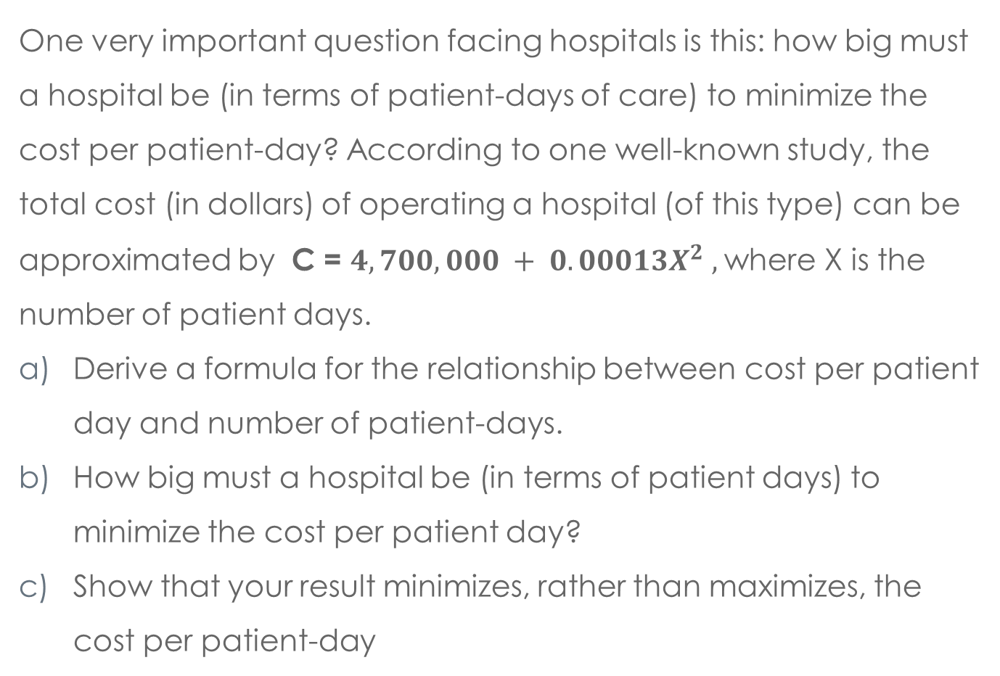 One very important question facing hospitals is this: how big must
a hospital be (in terms of patient-days of care) to minimize the
cost per patient-day? According to one well-known study, the
total cost (in dollars) of operating a hospital (of this type) can be
approximated by C = 4,700,000 + 0.00013X² , where X is the
number of patient days.
a) Derive a formula for the relationship between cost per patient
day and number of patient-days.
b) How big must a hospital be (in terms of patient days) to
minimize the cost per patient day?
c) Show that your result minimizes, rather than maximizes, the
cost per patient-day